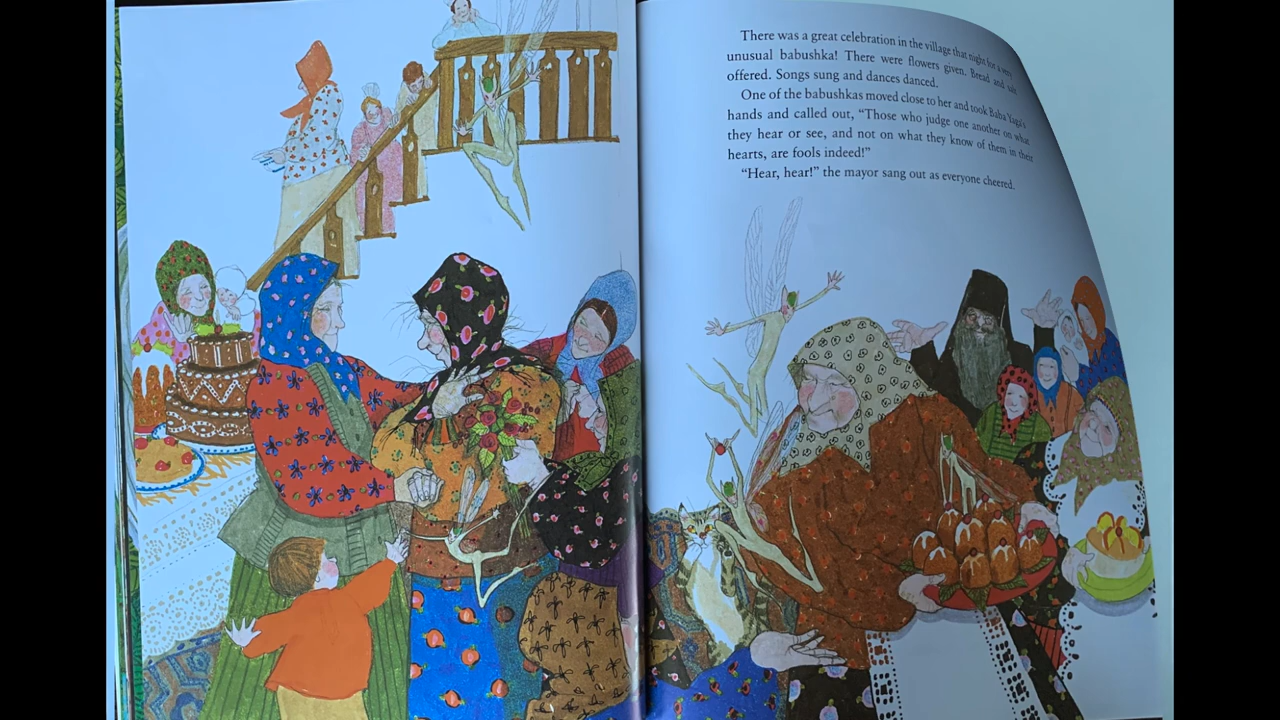 There was a great celebration in the village that night for a very
unusual babushka! There were flowers given. Bread and salt
offered. Songs sung and dances danced.
One of the babushkas moved close to her and took Baba Yaga's
hands and called out, “Those who judge one another on what
they hear or see, and not on what they know of them in their
hearts, are fools indeed!”
“Hear, hear!” the mayor sang out as everyone cheered.